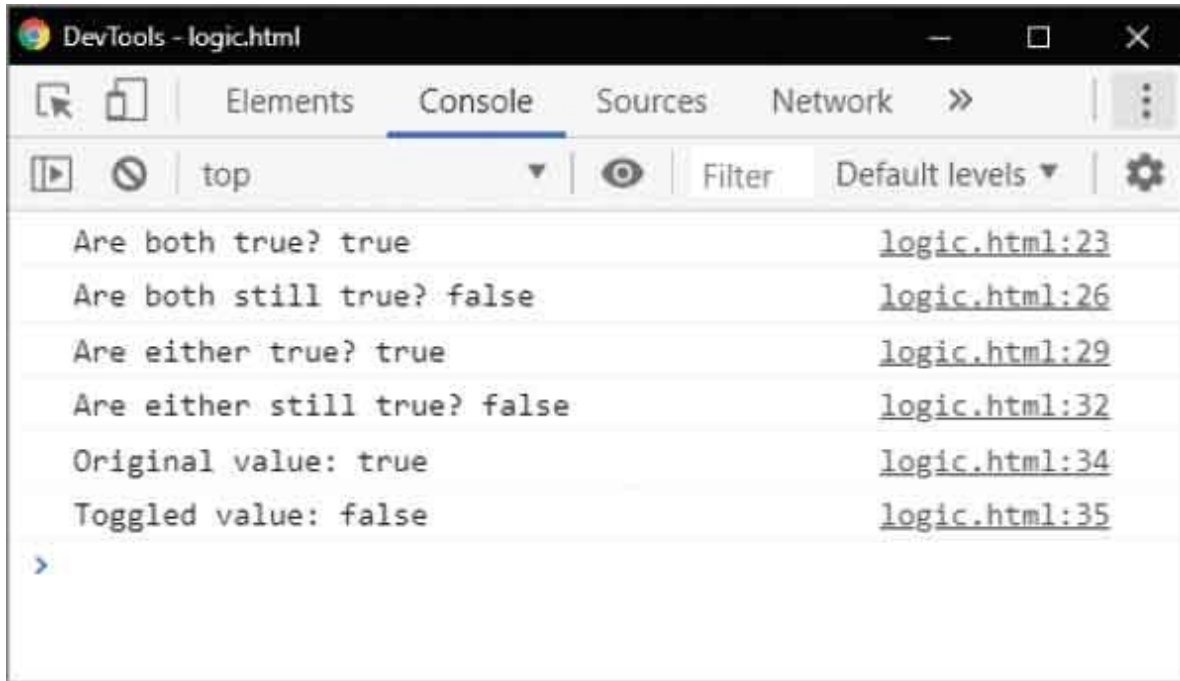 DevTools - logic.html
Elements Console Sources Network »
top Filter Default levels
Are both true? true logic.html:23
Are both still true? false logic.html:26
Are either true? true logic.html:29
Are either still true? false logic.html:32
Original value: true logic.html:34
Toggled value: false logic.html:35
>